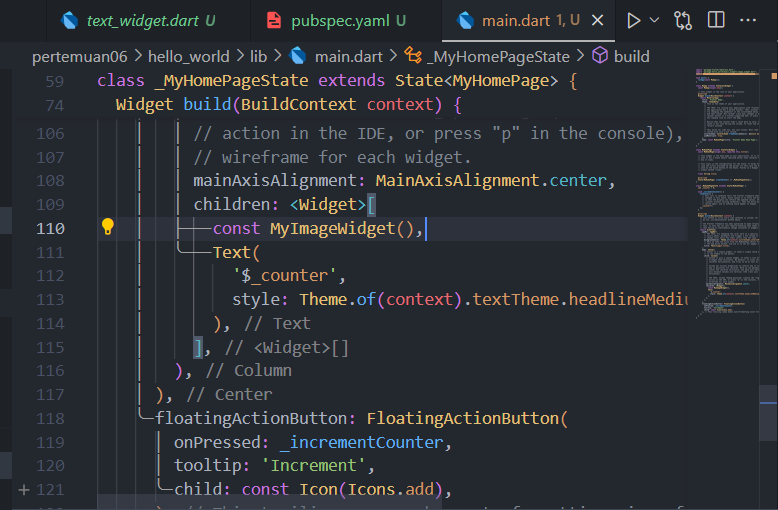 text_widget.dart U
pubspec.yaml U
main.dart 1, U
pertemuan06 > hello_world > lib > main.dart > _MyHomePageState > build
59 class _MyHomePageState extends State<MyHomePage> {
74 Widget build(BuildContext context) {
106 // action in the IDE, or press "p" in the console),
107 // wireframe for each widget.
108 mainAxisAlignment: MainAxisAlignment.center,
109 children: <Widget>[
110 const MyImageWidget(),
111 Text(
112 '$_counter',
113 style: Theme.of(context).textTheme.headlineMediu
114 ), // Text
115 ], // <Widget>[]
116 ), // Column
117 ), // Center
118 floatingActionButton: FloatingActionButton(
119 onPressed: _incrementCounter,
120 tooltip: 'Increment',
121 child: const Icon(Icons.add),